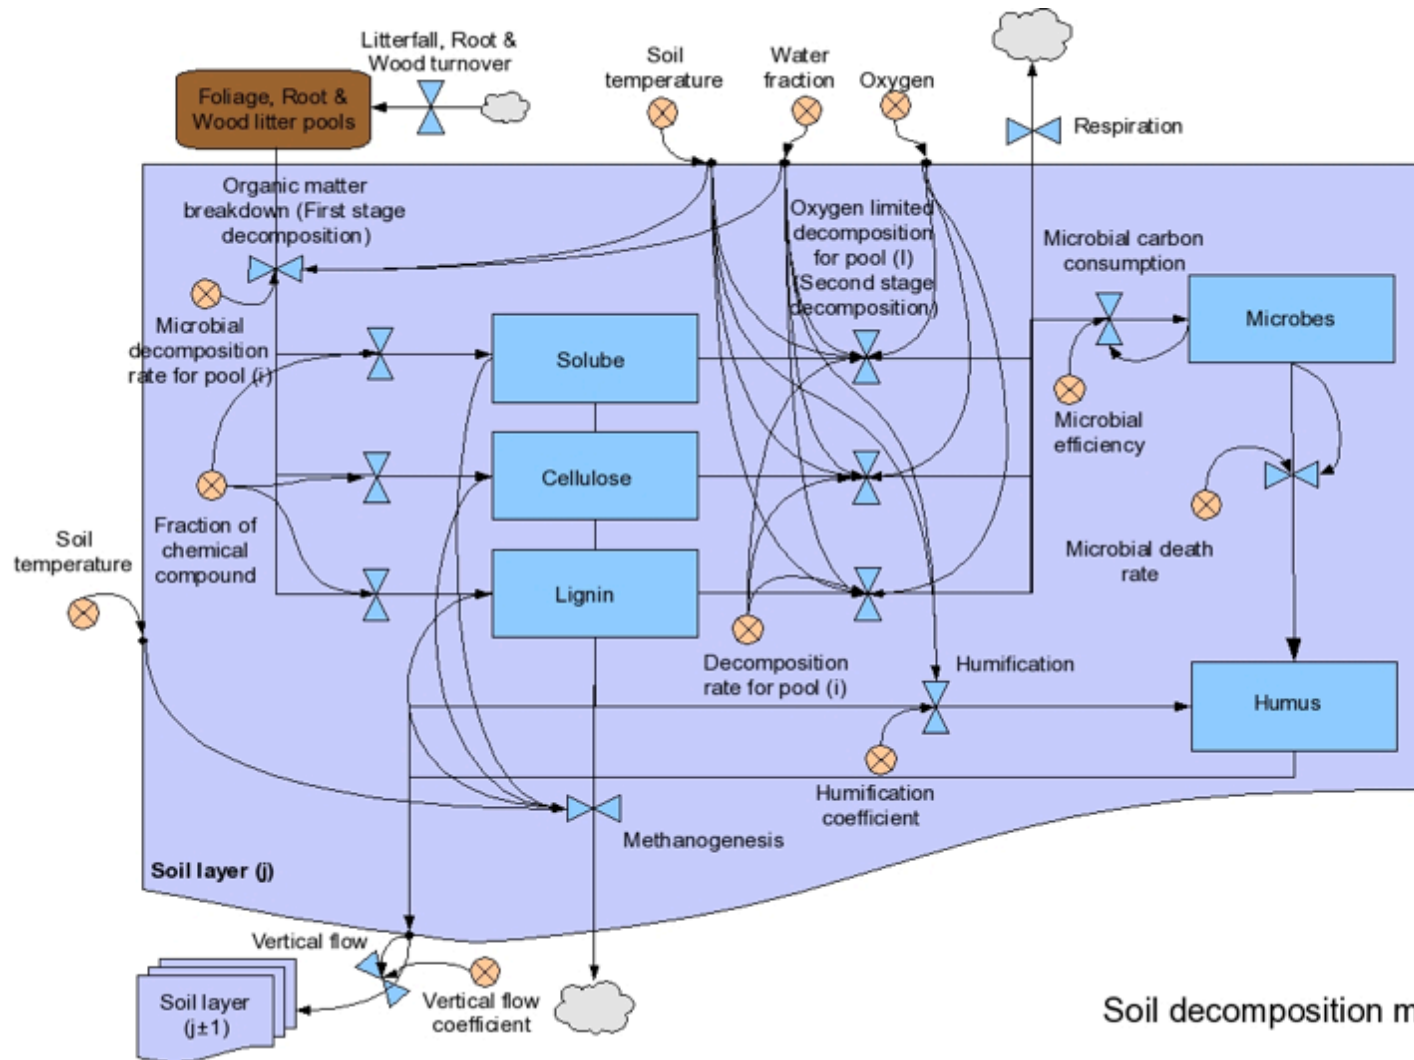 Litterfall, Root &
Wood turnover
Foliage, Root &
Wood litter pools
Soil
temperature
Water
fraction
Oxygen
Respiration
Organic matter
breakdown (First stage
decomposition)
Oxygen limited
decomposition
for pool (I)
(Second stage
decomposition)
Microbial carbon
consumption
Microbes
Microbial
decomposition
rate for pool (i)
Solube
Microbial
efficiency
Cellulose
Fraction of
chemical
compound
Soil
temperature
Microbial death
rate
Lignin
Decomposition
rate for pool (i)
Humification
Humus
Humification
coefficient
Methanogenesis
Soil layer (j)
Vertical flow
Vertical flow
coefficient
Soil layer
(j±1)
Soil decomposition m